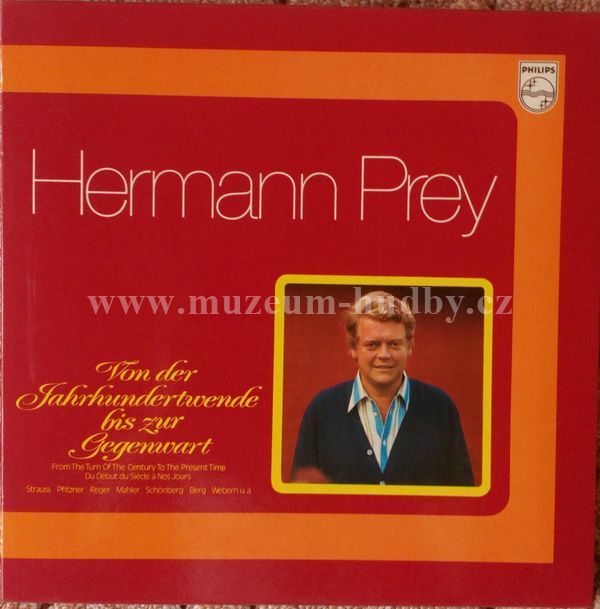 PHILIPS
Hermann Prey
www.muzeum-hudby.cz
Von der
Jahrhundertwende
bis zur
Gegenwart
From The Turn Of The Century To The Present Time
Du Début du Siècle a Nos Jours
Strauss Pfitzner Reger Mahler Schönberg Berg Webern u.a.